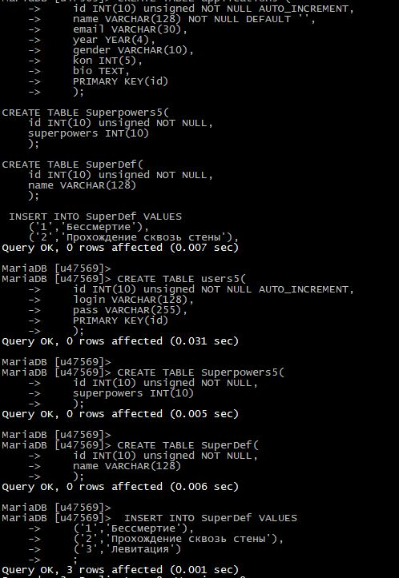 -> id INT(10) unsigned NOT NULL AUTO_INCREMENT,
-> name VARCHAR(128) NOT NULL DEFAULT '',
-> email VARCHAR(30),
-> year YEAR(4),
-> gender VARCHAR(10),
-> kon INT(5),
-> bio TEXT,
-> PRIMARY KEY(id)
-> );
CREATE TABLE Superpowers5(
id INT(10) unsigned NOT NULL,
superpowers INT(10)
);
CREATE TABLE SuperDef(
id INT(10) unsigned NOT NULL,
name VARCHAR(128)
);
INSERT INTO SuperDef VALUES
('1','Бессмертие'),
('2','Прохождение сквозь стены'),
Query OK, 0 rows affected (0.007 sec)
MariaDB [u47569]>
MariaDB [u47569]> CREATE TABLE users5(
-> id INT(10) unsigned NOT NULL AUTO_INCREMENT,
-> login VARCHAR(128),
-> pass VARCHAR(255),
-> PRIMARY KEY(id)
-> );
Query OK, 0 rows affected (0.031 sec)
MariaDB [u47569]>
MariaDB [u47569]> CREATE TABLE Superpowers5(
-> id INT(10) unsigned NOT NULL,
-> superpowers INT(10)
-> );
Query OK, 0 rows affected (0.005 sec)
MariaDB [u47569]>
MariaDB [u47569]> CREATE TABLE SuperDef(
-> id INT(10) unsigned NOT NULL,
-> name VARCHAR(128)
-> );
Query OK, 0 rows affected (0.006 sec)
MariaDB [u47569]>
MariaDB [u47569]> INSERT INTO SuperDef VALUES
-> ('1','Бессмертие'),
-> ('2','Прохождение сквозь стены'),
-> ('3','Левитация')
-> ;
Query OK, 3 rows affected (0.001 sec)